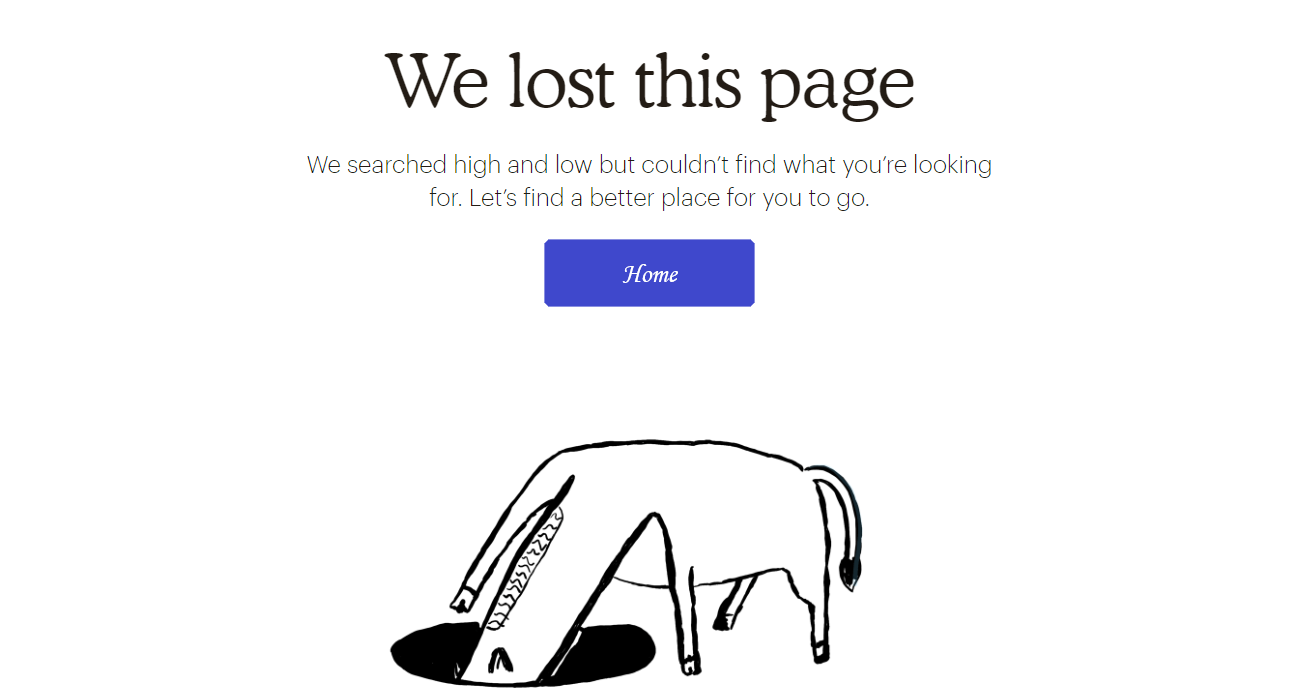 We lost this page
We searched high and low but couldn’t find what you’re looking
for. Let’s find a better place for you to go.
Home